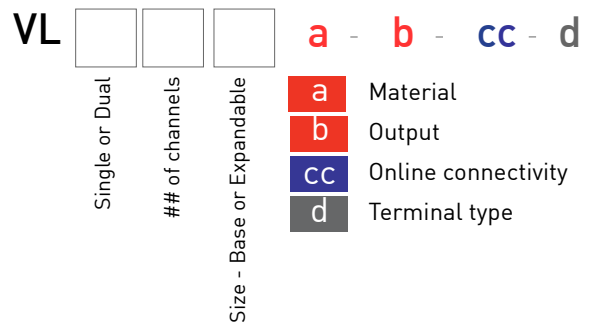 VL a - b - cc - d
Single or Dual
## of channels
Size - Base or Expandable
a Material
b Output
cc Online connectivity
d Terminal type